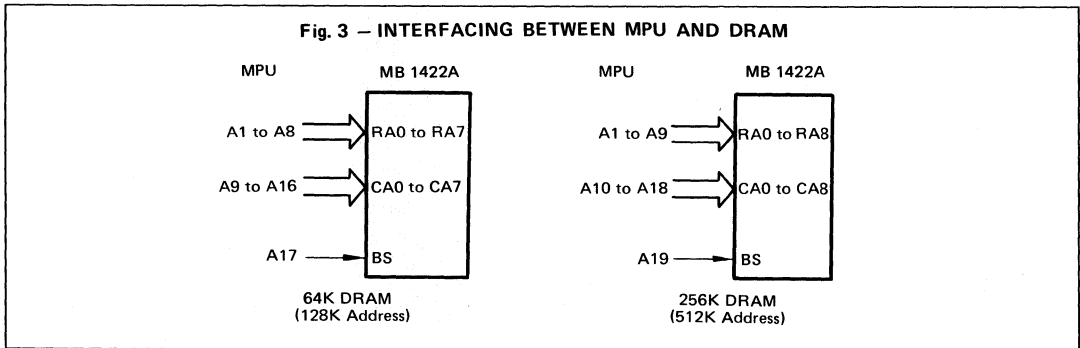 Fig. 3 — INTERFACING BETWEEN MPU AND DRAM
MPU
MB 1422A
A1 to A8
RA0 to RA7
A9 to A16
CA0 to CA7
A17
BS
64K DRAM
(128K Address)
MPU
MB 1422A
A1 to A9
RA0 to RA8
A10 to A18
CA0 to CA8
A19
BS
256K DRAM
(512K Address)